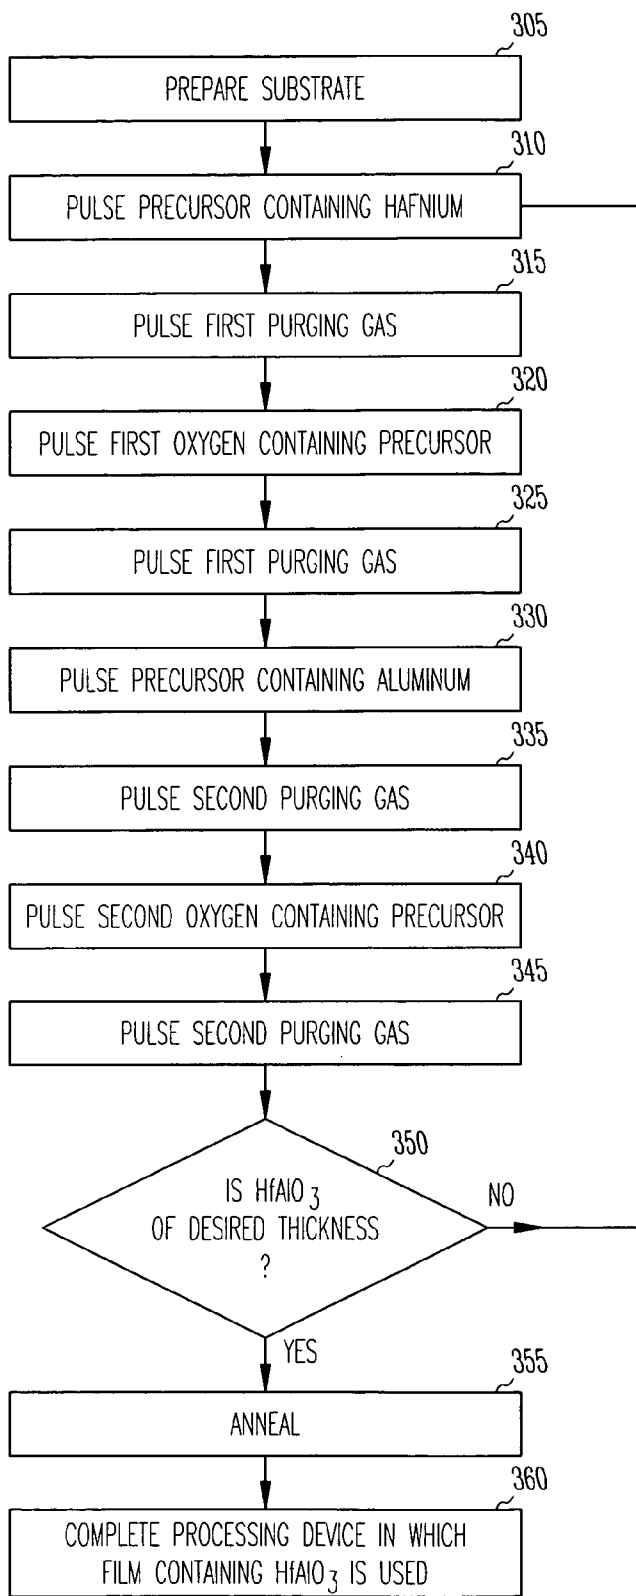 305
PREPARE SUBSTRATE
310
PULSE PRECURSOR CONTAINING HAFNIUM
315
PULSE FIRST PURGING GAS
320
PULSE FIRST OXYGEN CONTAINING PRECURSOR
325
PULSE FIRST PURGING GAS
330
PULSE PRECURSOR CONTAINING ALUMINUM
335
PULSE SECOND PURGING GAS
340
PULSE SECOND OXYGEN CONTAINING PRECURSOR
345
PULSE SECOND PURGING GAS
350
IS HfAlO3
OF DESIRED THICKNESS
?
NO
YES
355
ANNEAL
360
COMPLETE PROCESSING DEVICE IN WHICH
FILM CONTAINING HfAlO3 IS USED